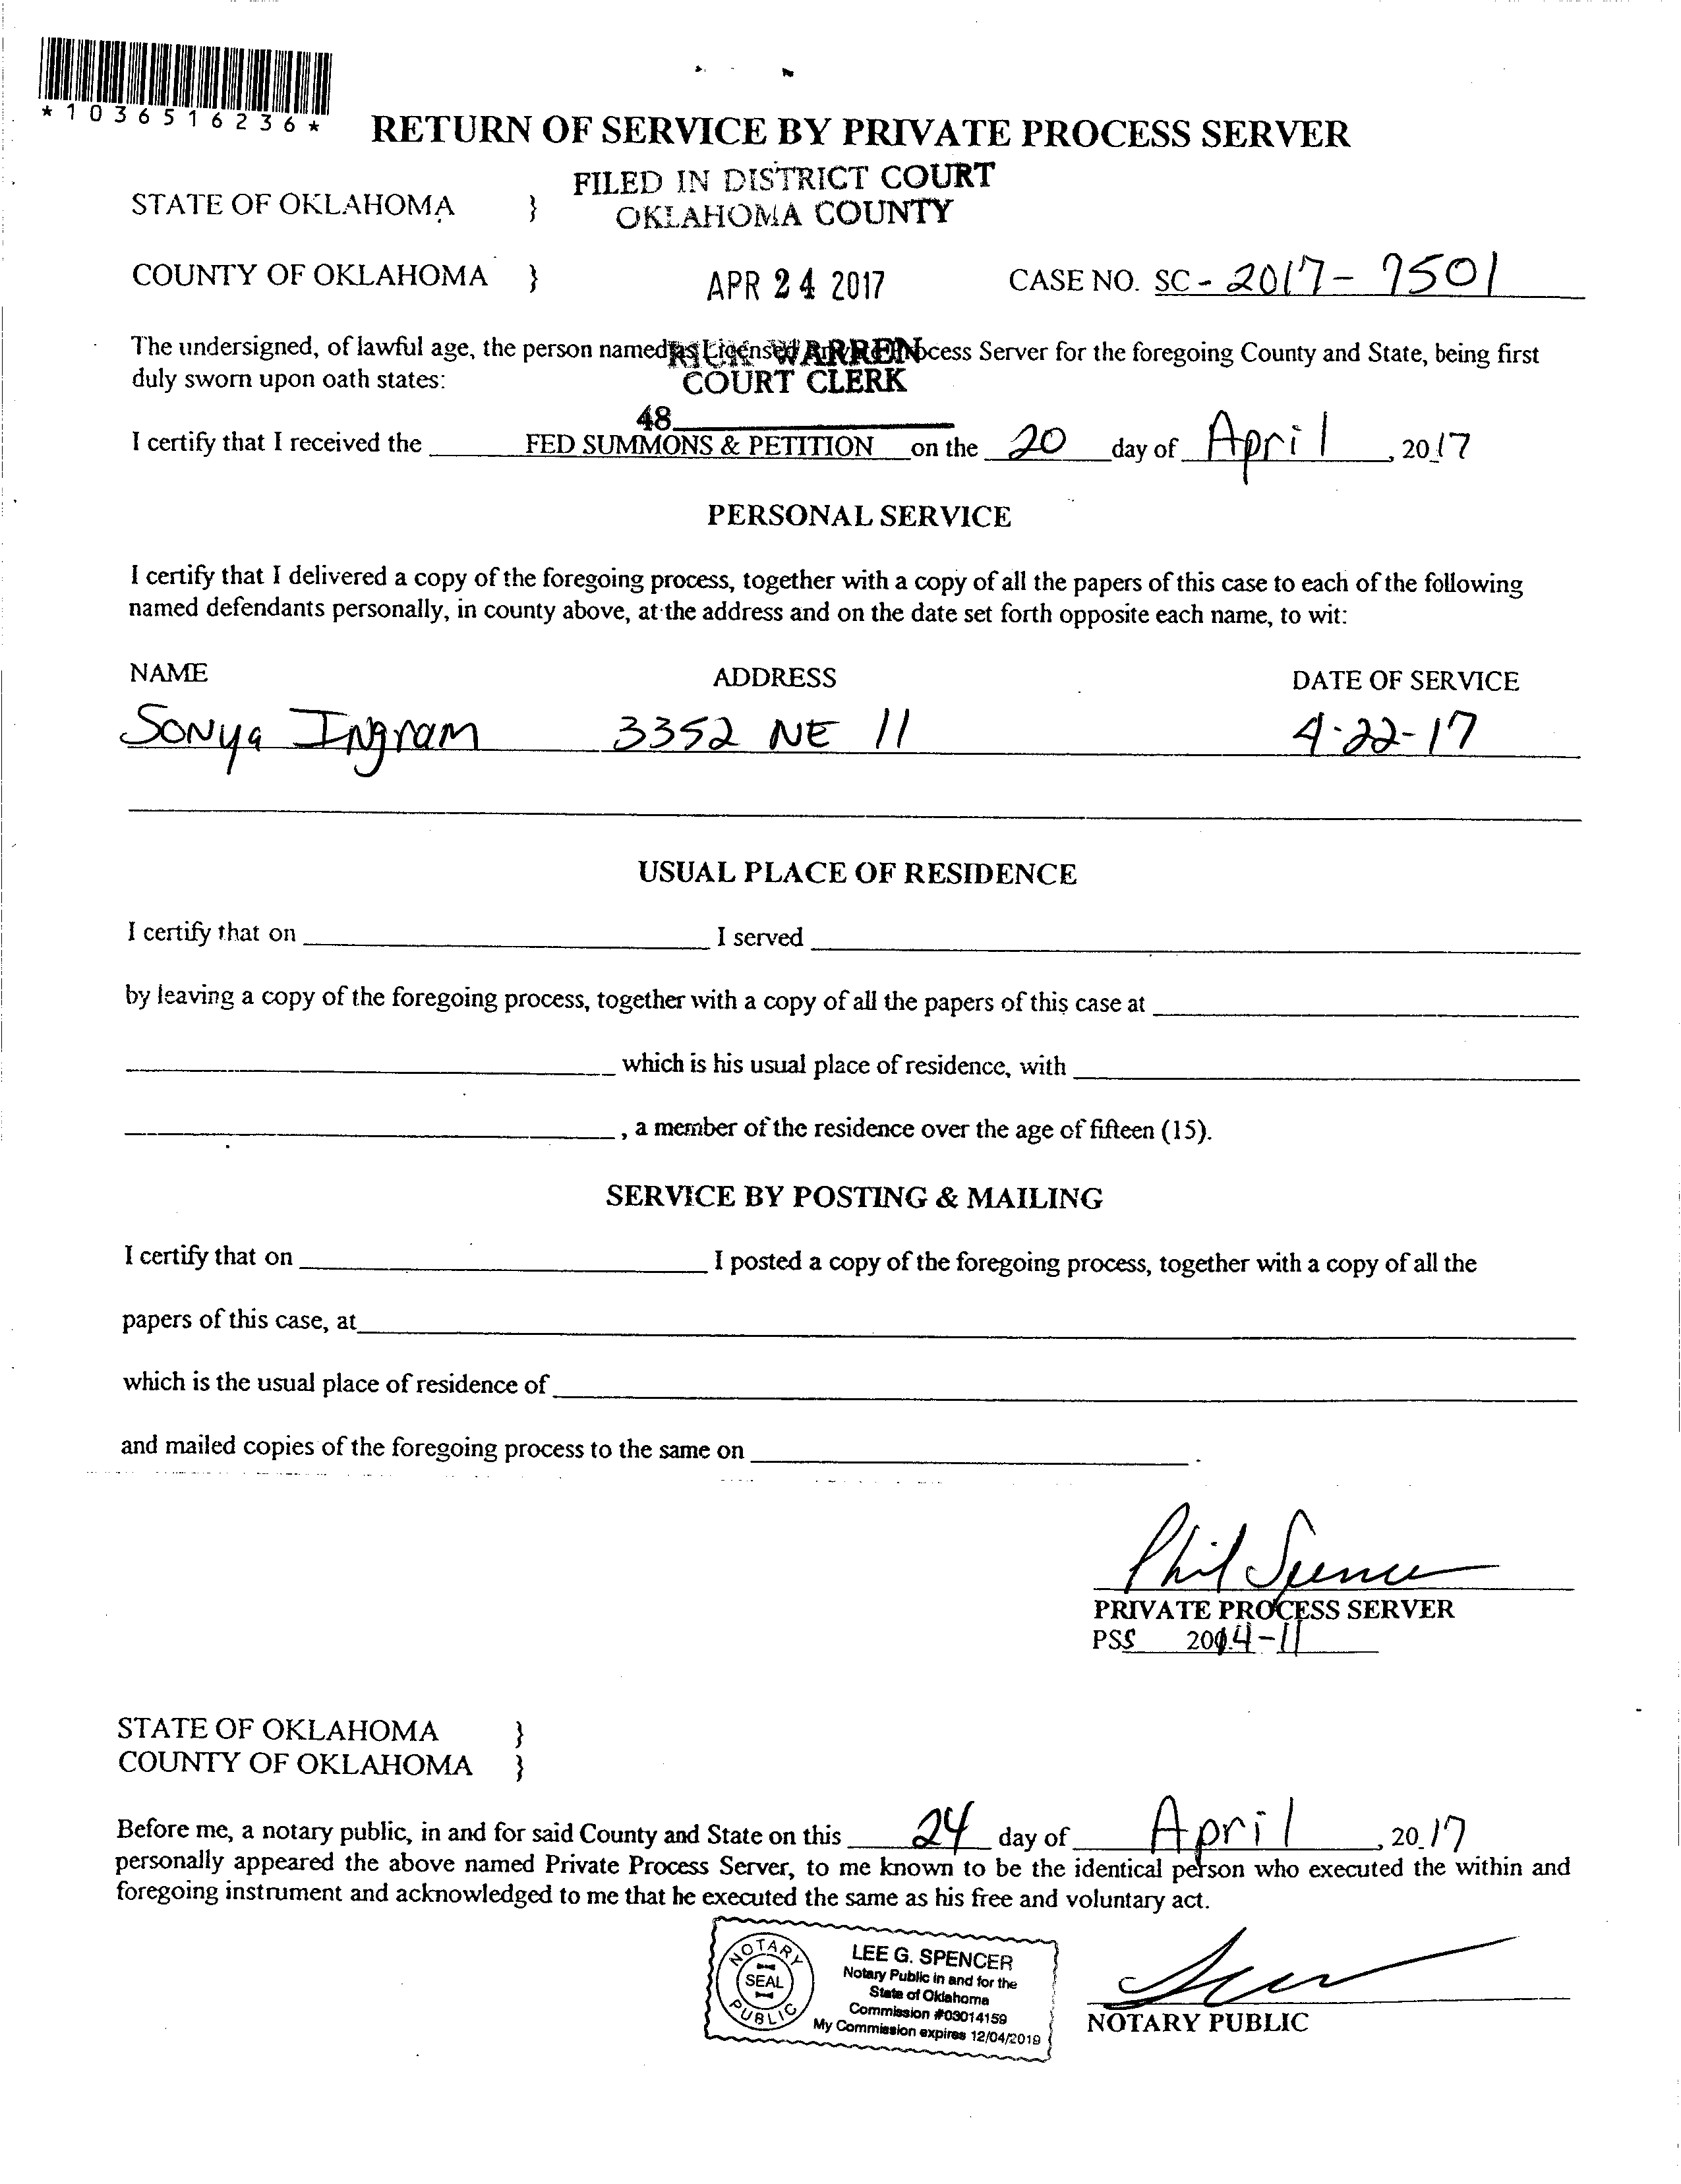 *1036516236*
RETURN OF SERVICE BY PRIVATE PROCESS SERVER
FILED IN DISTRICT COURT
OKLAHOMA COUNTY
STATE OF OKLAHOMA }
COUNTY OF OKLAHOMA } APR 24 2017 CASE NO. SC - 2017 - 9501
The undersigned, of lawful age, the person named as Licensed Process Server for the foregoing County and State, being first
RICK WARREN
duly sworn upon oath states: COURT CLERK
48
I certify that I received the FED SUMMONS & PETITION on the 20 day of April, 2017
PERSONAL SERVICE
I certify that I delivered a copy of the foregoing process, together with a copy of all the papers of this case to each of the following
named defendants personally, in county above, at the address and on the date set forth opposite each name, to wit:
NAME ADDRESS DATE OF SERVICE
Sonya Ingram 3352 NE 11 4-22-17
USUAL PLACE OF RESIDENCE
I certify that on I served
by leaving a copy of the foregoing process, together with a copy of all the papers of this case at
which is his usual place of residence, with
, a member of the residence over the age of fifteen (15).
SERVICE BY POSTING & MAILING
I certify that on I posted a copy of the foregoing process, together with a copy of all the
papers of this case, at
which is the usual place of residence of
and mailed copies of the foregoing process to the same on .
Phil Spence
PRIVATE PROCESS SERVER
PSS 2014-11
STATE OF OKLAHOMA }
COUNTY OF OKLAHOMA }
Before me, a notary public, in and for said County and State on this 24 day of April, 2017
personally appeared the above named Private Process Server, to me known to be the identical person who executed the within and
foregoing instrument and acknowledged to me that he executed the same as his free and voluntary act.
NOTARY PUBLIC
SEAL
LEE G. SPENCER
Notary Public in and for the
State of Oklahoma
Commission #03014159
My Commission expires 12/04/2019
NOTARY PUBLIC